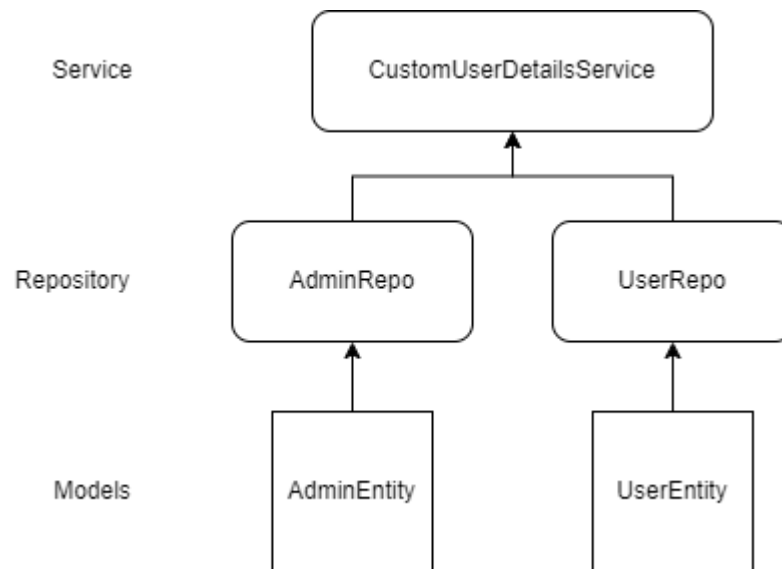 Service
CustomUserDetailsService
Repository
AdminRepo
UserRepo
Models
AdminEntity
UserEntity